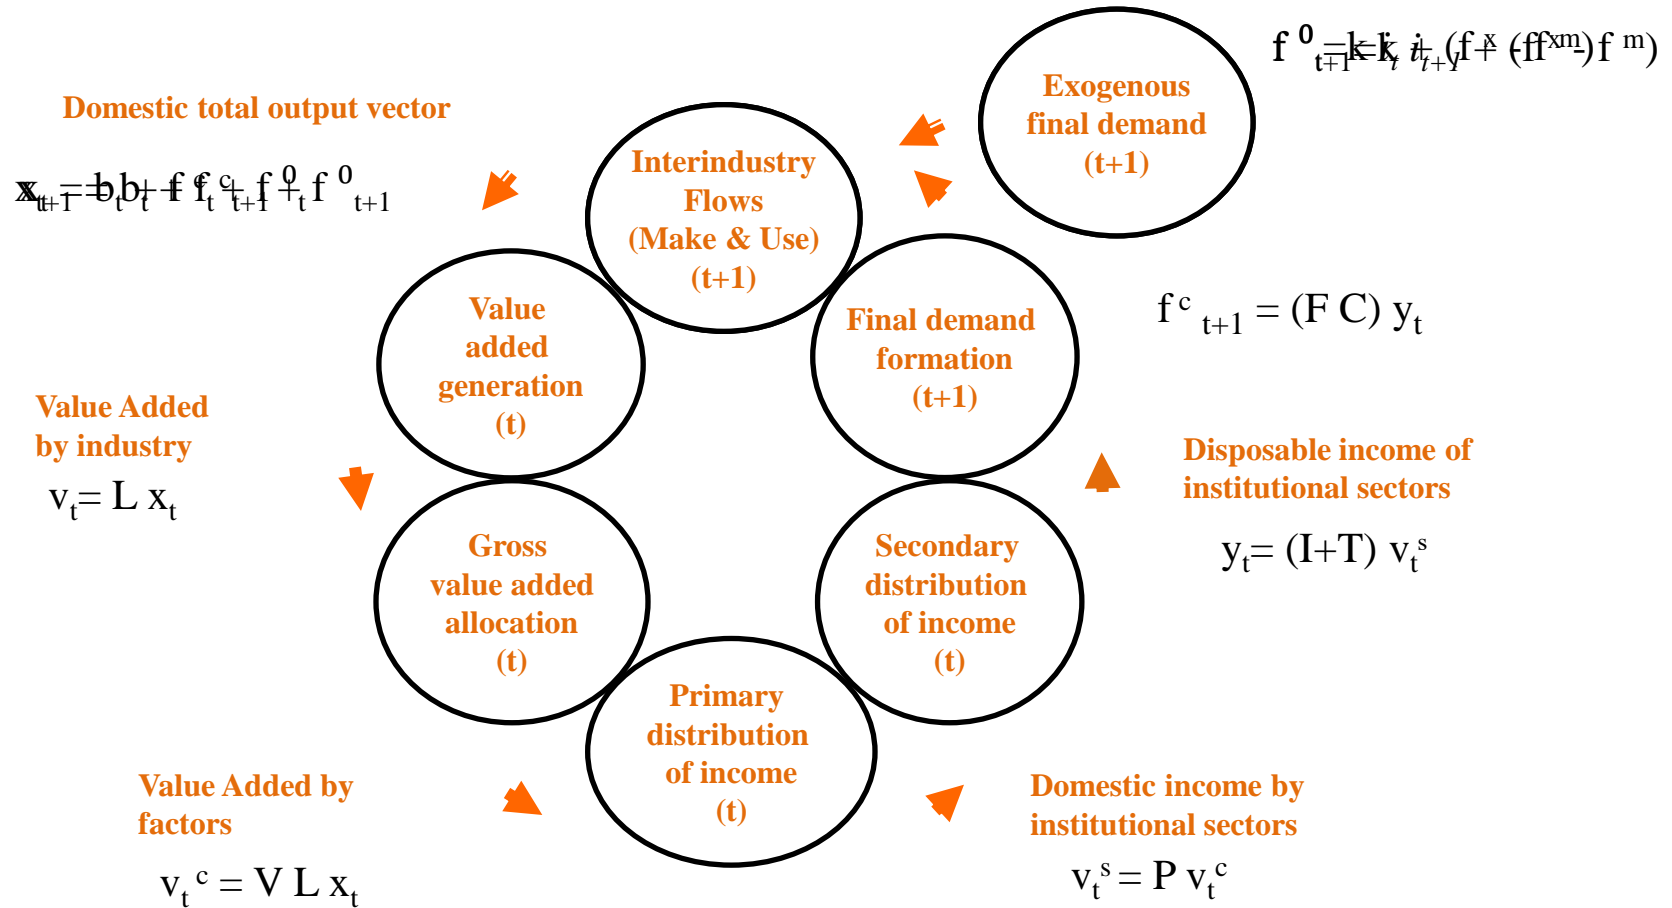 Exogenous
final demand
(t+1)
Domestic total output vector
Interindustry
Flows
(Make & Use)
(t+1)
Value
added
generation
(t)
Final demand
formation
(t+1)
f ᶜ ₜ₊₁ = (F C) yₜ
Value Added
by industry
vₜ= L xₜ
Disposable income of
institutional sectors
yₜ= (I+T) vₜˢ
Gross
value added
allocation
(t)
Secondary
distribution
of income
(t)
Primary
distribution
of income
(t)
Value Added by
factors
vₜ ᶜ = V L xₜ
Domestic income by
institutional sectors
vₜˢ = P vₜᶜ